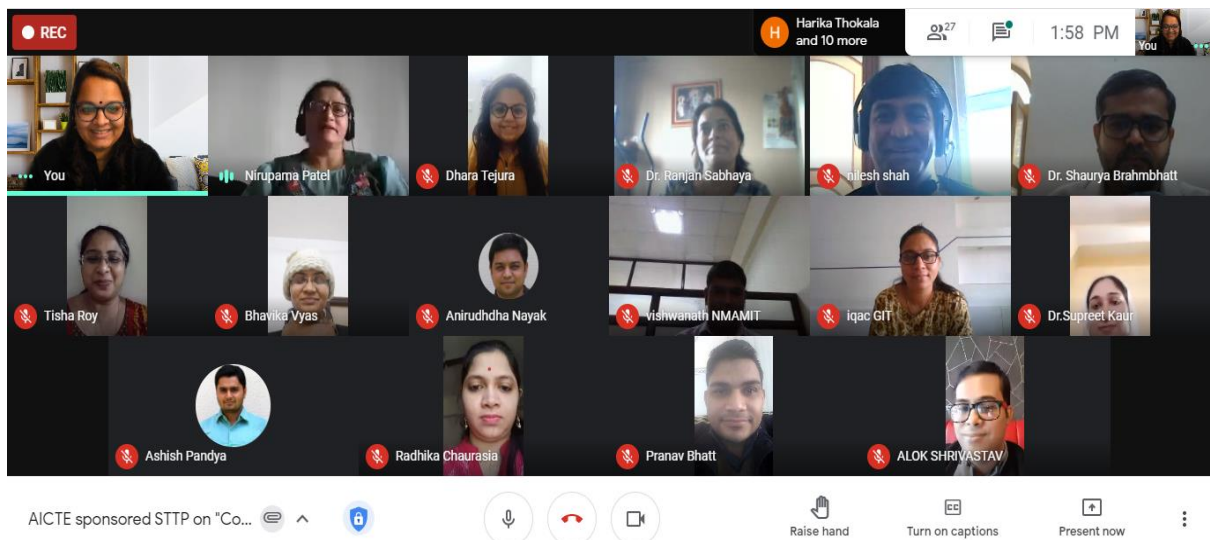 REC
H
Harika Thokala
and 10 more
27
1:58 PM
You
You
Nirupama Patel
Dhara Tejura
Dr. Ranjan Sabhaya
nilesh shah
Dr. Shaurya Brahmbhatt
Tisha Roy
Bhavika Vyas
Anirudhdha Nayak
vishwanath NMAMIT
iqac GIT
Dr.Supreet Kaur
Ashish Pandya
Radhika Chaurasia
Pranav Bhatt
ALOK SHRIVASTAV
AICTE sponsored STTP on "Co...
Raise hand
CC
Turn on captions
Present now